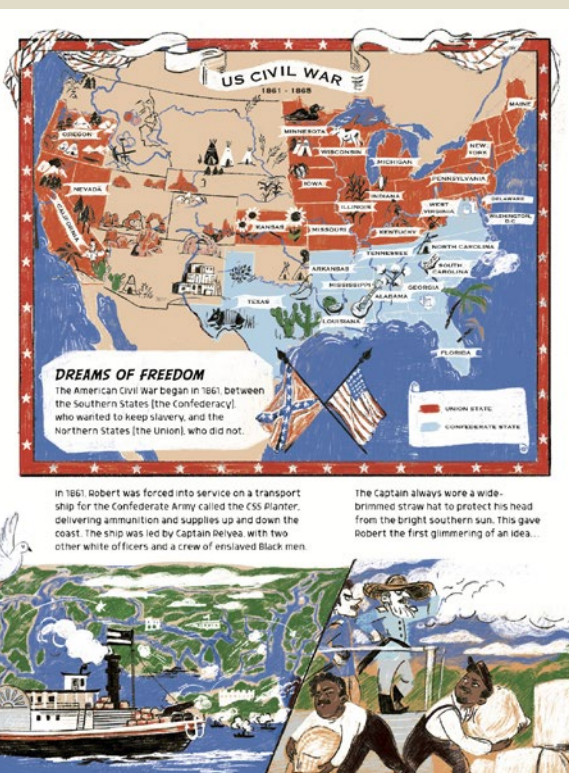 US CIVIL WAR
1861 - 1865
MAINE
OREGON
MINNESOTA
WISCONSIN
NEW
YORK
MICHIGAN
NEVADA
IOWA
PENNSYLVANIA
INDIANA
DELAWARE
ILLINOIS
WEST
VIRGINIA
WASHINGTON,
D.C
CALIFORNIA
KANSAS
MISSOURI
KENTUCKY
NORTH CAROLINA
TENNESSEE
SOUTH
CAROLINA
ARKANSAS
MISSISSIPPI
GEORGIA
ALABAMA
TEXAS
LOUISIANA
FLORIDA
DREAMS OF FREEDOM
The American Civil War began in 1861, between
the Southern States (the Confederacy),
who wanted to keep slavery, and the
Northern States (the Union), who did not.
UNION STATE
CONFEDERATE STATE
In 1861, Robert was forced into service on a transport
ship for the Confederate Army called the CSS Planter,
delivering ammunition and supplies up and down the
coast. The ship was led by Captain Relyea, with two
other white officers and a crew of enslaved Black men.
The Captain always wore a wide-
brimmed straw hat to protect his head
from the bright southern sun. This gave
Robert the first glimmering of an idea...